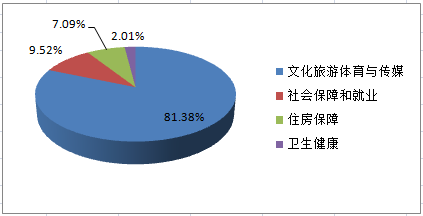 7.09%
2.01%
9.52%
81.38%
文化旅游体育与传媒
社会保障和就业
住房保障
卫生健康